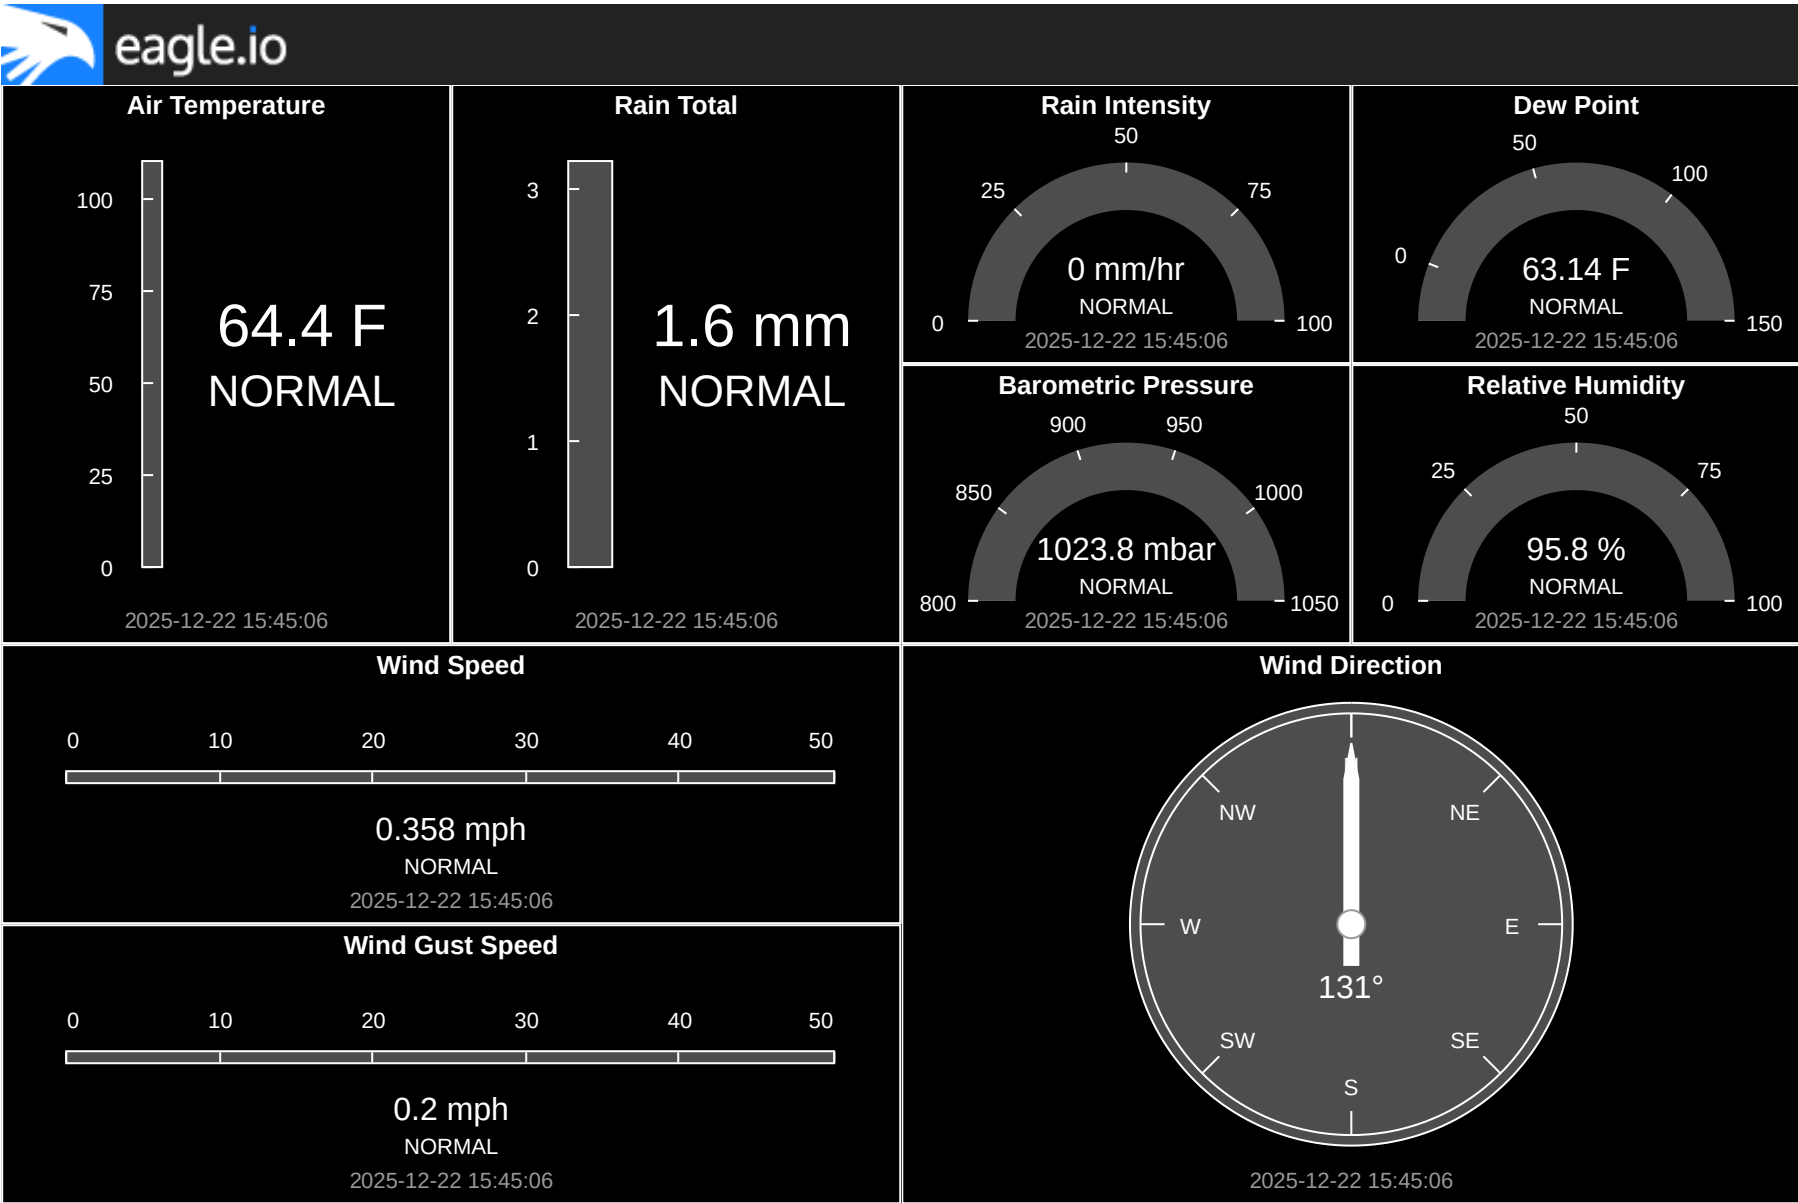 eagle.io
Air Temperature
100
75
50
25
0
64.4 F
NORMAL
2025-12-22 15:45:06
Rain Total
3
2
1
0
1.6 mm
NORMAL
2025-12-22 15:45:06
Rain Intensity
0
25
50
75
100
0 mm/hr
NORMAL
2025-12-22 15:45:06
Dew Point
0
50
100
150
63.14 F
NORMAL
2025-12-22 15:45:06
Barometric Pressure
800
850
900
950
1000
1050
1023.8 mbar
NORMAL
2025-12-22 15:45:06
Relative Humidity
0
25
50
75
100
95.8 %
NORMAL
2025-12-22 15:45:06
Wind Speed
0 10 20 30 40 50
0.358 mph
NORMAL
2025-12-22 15:45:06
Wind Gust Speed
0 10 20 30 40 50
0.2 mph
NORMAL
2025-12-22 15:45:06
Wind Direction
NW NE
W E
131°
SW SE
S
2025-12-22 15:45:06